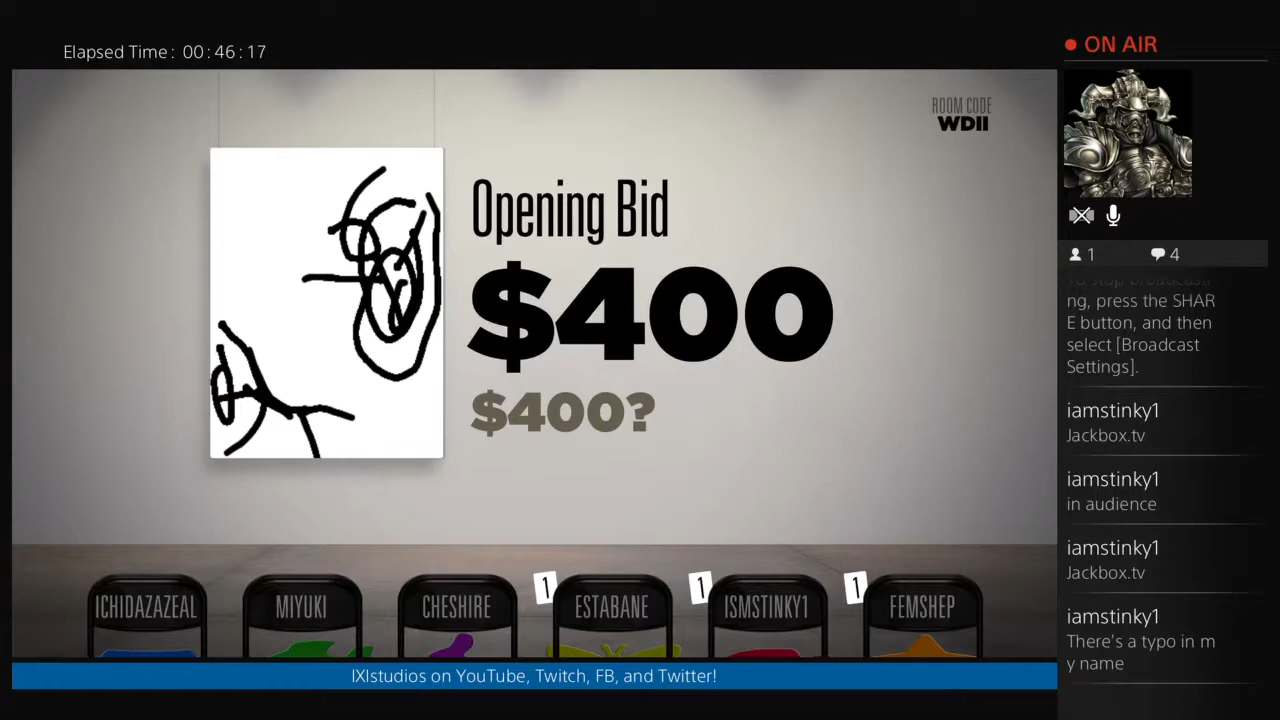 Elapsed Time: 00:46:17
ON AIR
ROOM CODE
WDII
Opening Bid
$400
$400?
1
4
ng, press the SHAR
E button, and then
select [Broadcast
Settings].
iamstinky1
Jackbox.tv
iamstinky1
in audience
iamstinky1
Jackbox.tv
iamstinky1
There's a typo in m
y name
1
1
1
ICHIDAZAZEAL
MIYUKI
CHESHIRE
ESTABANE
ISMSTINKY1
FEMSHEP
IXIstudios on YouTube, Twitch, FB, and Twitter!